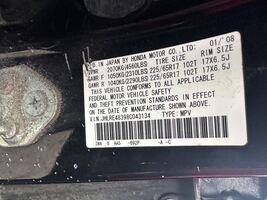 MFD. IN JAPAN BY HONDA MOTOR CO., LTD. 01/'08
GVWR 2070KG(4560LBS) TIRE SIZE RIM SIZE
GAWR F 1050KG(2310LBS) 225/65R17 102T 17X6.5J
GAWR R 1040KG(2290LBS) 225/65R17 102T 17X6.5J
THIS VEHICLE CONFORMS TO ALL APPLICABLE
FEDERAL MOTOR VEHICLE SAFETY
AND THEFT PREVENTION STANDARDS IN EFFECT
ON THE DATE OF MANUFACTURE SHOWN ABOVE.
V.I.N: JHLRE48398C043134 TYPE: MPV
-A -C